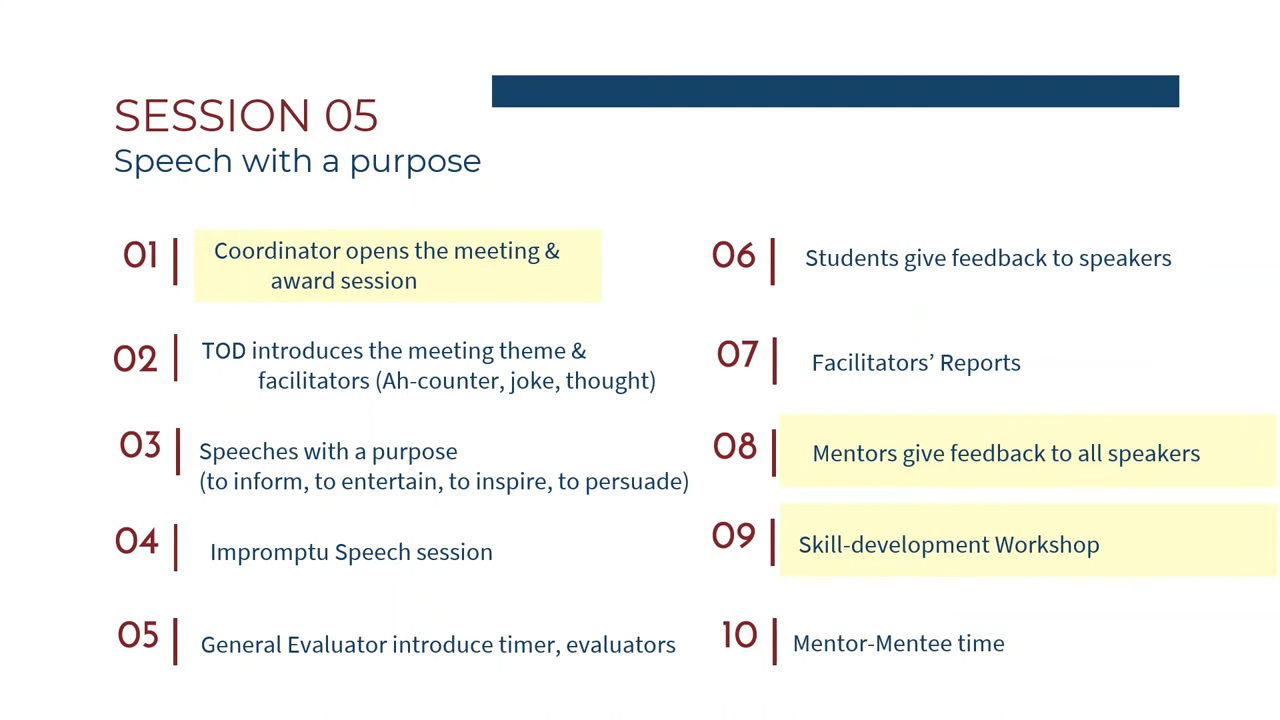 SESSION 05
Speech with a purpose
01
Coordinator opens the meeting &
award session
02
TOD introduces the meeting theme &
facilitators (Ah-counter, joke, thought)
03
Speeches with a purpose
(to inform, to entertain, to inspire, to persuade)
04
Impromptu Speech session
05
General Evaluator introduce timer, evaluators
06
Students give feedback to speakers
07
Facilitators’ Reports
08
Mentors give feedback to all speakers
09
Skill-development Workshop
10
Mentor-Mentee time